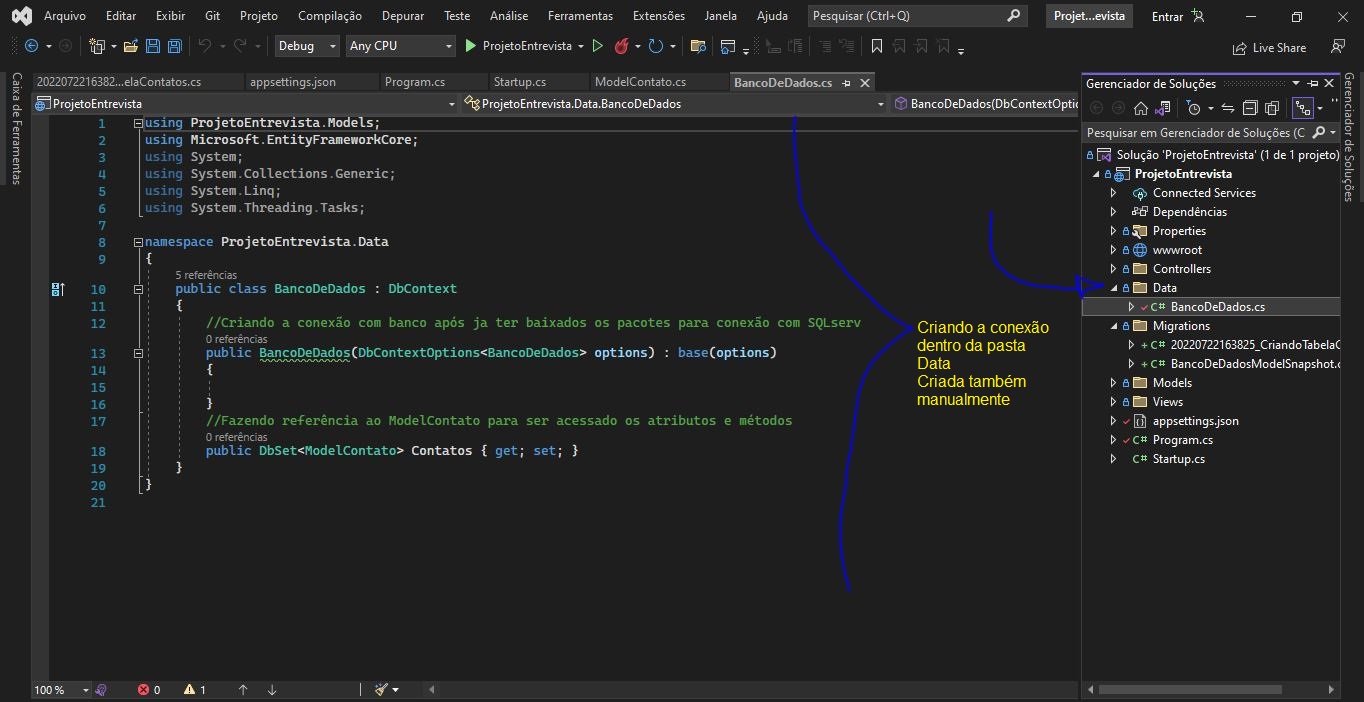 Arquivo Editar Exibir Git Projeto Compilação Depurar Teste Análise Ferramentas Extensões Janela Ajuda Pesquisar (Ctrl+Q) Projet...evista Entrar
Debug Any CPU ProjetoEntrevista Live Share
Caixa de Ferramentas
2022072216382...elaContatos.cs appsettings.json Program.cs Startup.cs ModelContato.cs BancoDeDados.cs
ProjetoEntrevista ProjetoEntrevista.Data.BancoDeDados BancoDeDados(DbContextOptio
1 using ProjetoEntrevista.Models;
2 using Microsoft.EntityFrameworkCore;
3 using System;
4 using System.Collections.Generic;
5 using System.Linq;
6 using System.Threading.Tasks;
7
8 namespace ProjetoEntrevista.Data
9 {
5 referências
10 public class BancoDeDados : DbContext
11 {
12 //Criando a conexão com banco após ja ter baixados os pacotes para conexão com SQLserv
0 referências
13 public BancoDeDados(DbContextOptions<BancoDeDados> options) : base(options)
14 {
15
16 }
17 //Fazendo referência ao ModelContato para ser acessado os atributos e métodos
0 referências
18 public DbSet<ModelContato> Contatos { get; set; }
19 }
20 }
21
Criando a conexão
dentro da pasta
Data
Criada também
manualmente
Gerenciador de Soluções
Pesquisar em Gerenciador de Soluções (C
Solução 'ProjetoEntrevista' (1 de 1 projeto)
ProjetoEntrevista
Connected Services
Dependências
Properties
wwwroot
Controllers
Data
C# BancoDeDados.cs
Migrations
+ C# 20220722163825_CriandoTabelaC
+ C# BancoDeDadosModelSnapshot.c
Models
Views
appsettings.json
C# Program.cs
C# Startup.cs
Gerenciador de Soluções
100 % 0 1